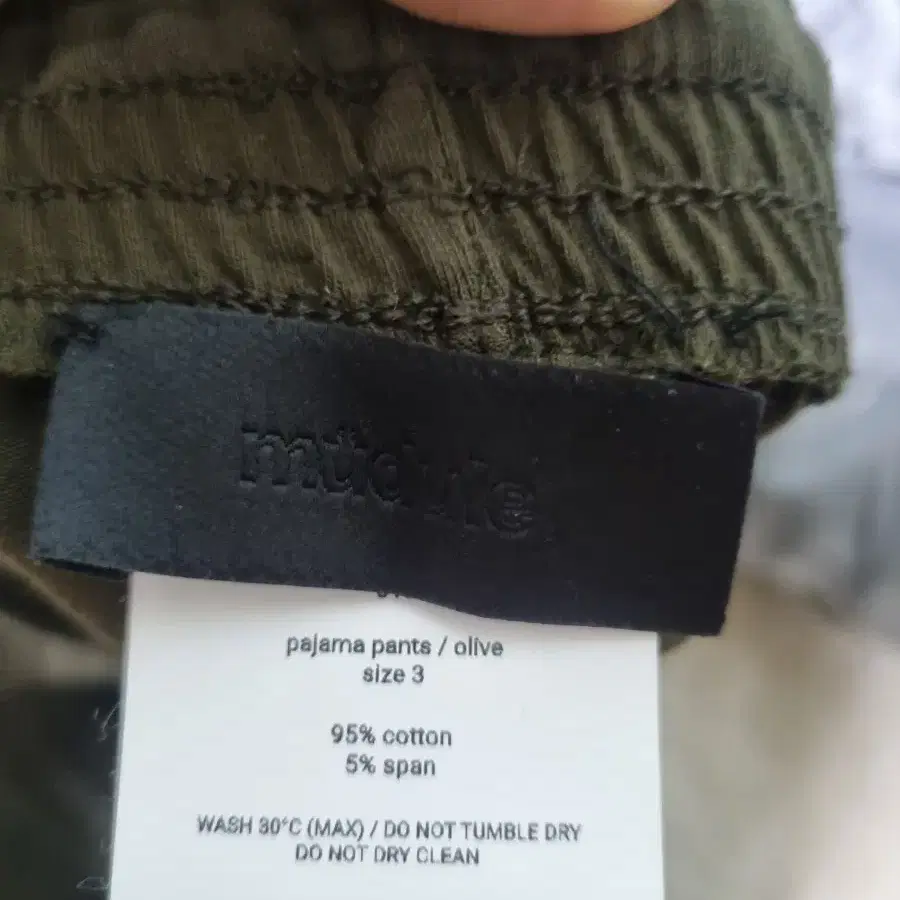 pajama pants / olive
size 3
95% cotton
5% span
WASH 30°C (MAX) / DO NOT TUMBLE DRY
DO NOT DRY CLEAN